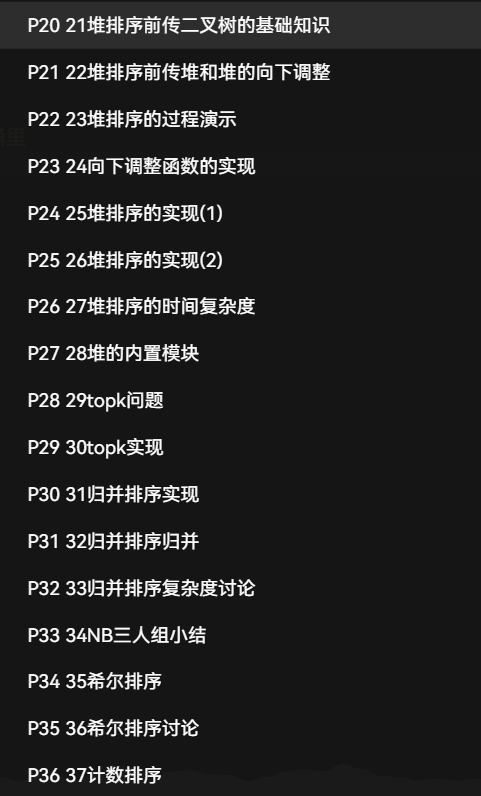 P20 21堆排序前传二叉树的基础知识
P21 22堆排序前传堆和堆的向下调整
P22 23堆排序的过程演示
P23 24向下调整函数的实现
P24 25堆排序的实现(1)
P25 26堆排序的实现(2)
P26 27堆排序的时间复杂度
P27 28堆的内置模块
P28 29topk问题
P29 30topk实现
P30 31归并排序实现
P31 32归并排序归并
P32 33归并排序复杂度讨论
P33 34NB三人组小结
P34 35希尔排序
P35 36希尔排序讨论
P36 37计数排序